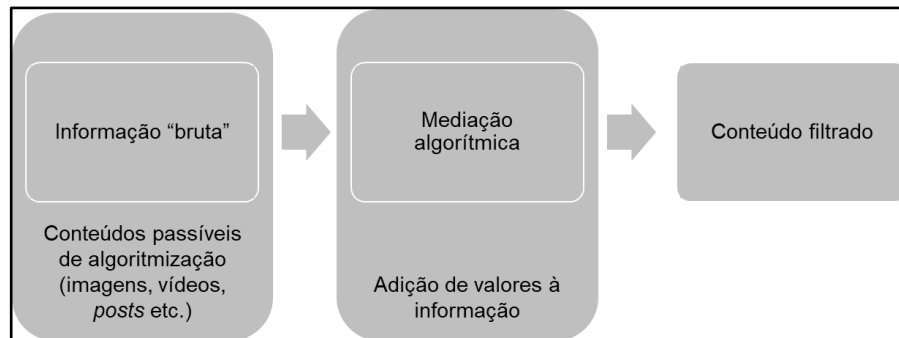 Informação “bruta”
Conteúdos passíveis
de algoritmização
(imagens, vídeos,
posts etc.)
Mediação
algorítmica
Adição de valores à
informação
Conteúdo filtrado